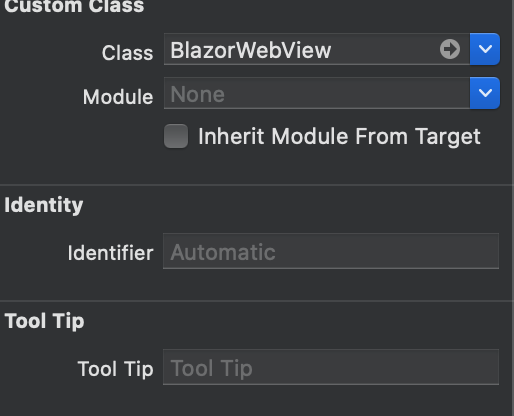 Custom Class
Class BlazorWebView
Module None
Inherit Module From Target
Identity
Identifier Automatic
Tool Tip
Tool Tip Tool Tip